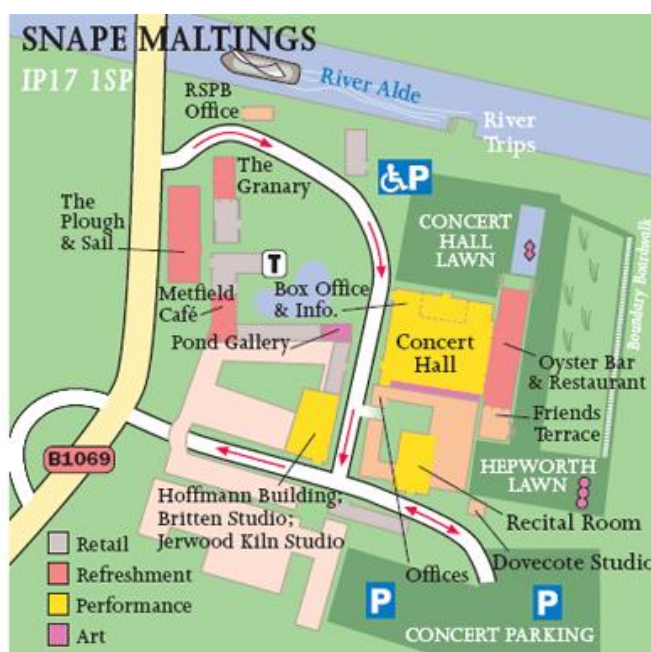 SNAPE MALTINGS
IP17 1SP
River Alde
RSPB
Office
River
Trips
The
Granary
P
The
Plough
& Sail
CONCERT
HALL
LAWN
T
Box Office
& Info.
Metfield
Café
Pond Gallery
Concert
Hall
Boundary Boardwalk
Oyster Bar
& Restaurant
Friends
Terrace
B1069
HEPWORTH
LAWN
Hoffmann Building;
Britten Studio;
Jerwood Kiln Studio
Recital Room
Offices
Dovecote Studio
Retail
Refreshment
Performance
Art
P
P
CONCERT PARKING